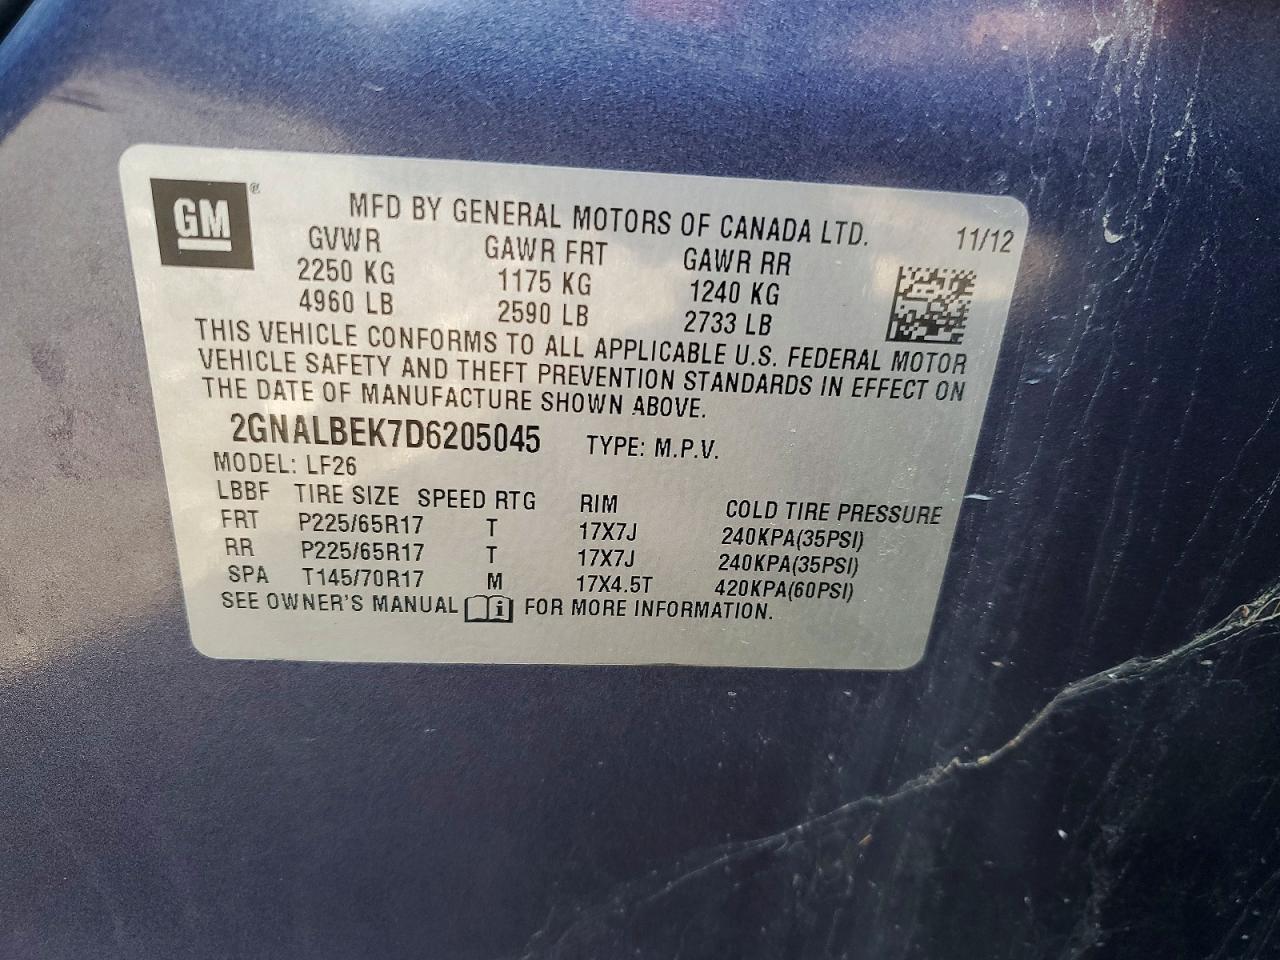 GM®
MFD BY GENERAL MOTORS OF CANADA LTD. 11/12
GVWR GAWR FRT GAWR RR
2250 KG 1175 KG 1240 KG
4960 LB 2590 LB 2733 LB
THIS VEHICLE CONFORMS TO ALL APPLICABLE U.S. FEDERAL MOTOR
VEHICLE SAFETY AND THEFT PREVENTION STANDARDS IN EFFECT ON
THE DATE OF MANUFACTURE SHOWN ABOVE.
2GNALBEK7D6205045 TYPE: M.P.V.
MODEL: LF26
LBBF TIRE SIZE SPEED RTG RIM COLD TIRE PRESSURE
FRT P225/65R17 T 17X7J 240KPA(35PSI)
RR P225/65R17 T 17X7J 240KPA(35PSI)
SPA T145/70R17 M 17X4.5T 420KPA(60PSI)
SEE OWNER'S MANUAL i FOR MORE INFORMATION.